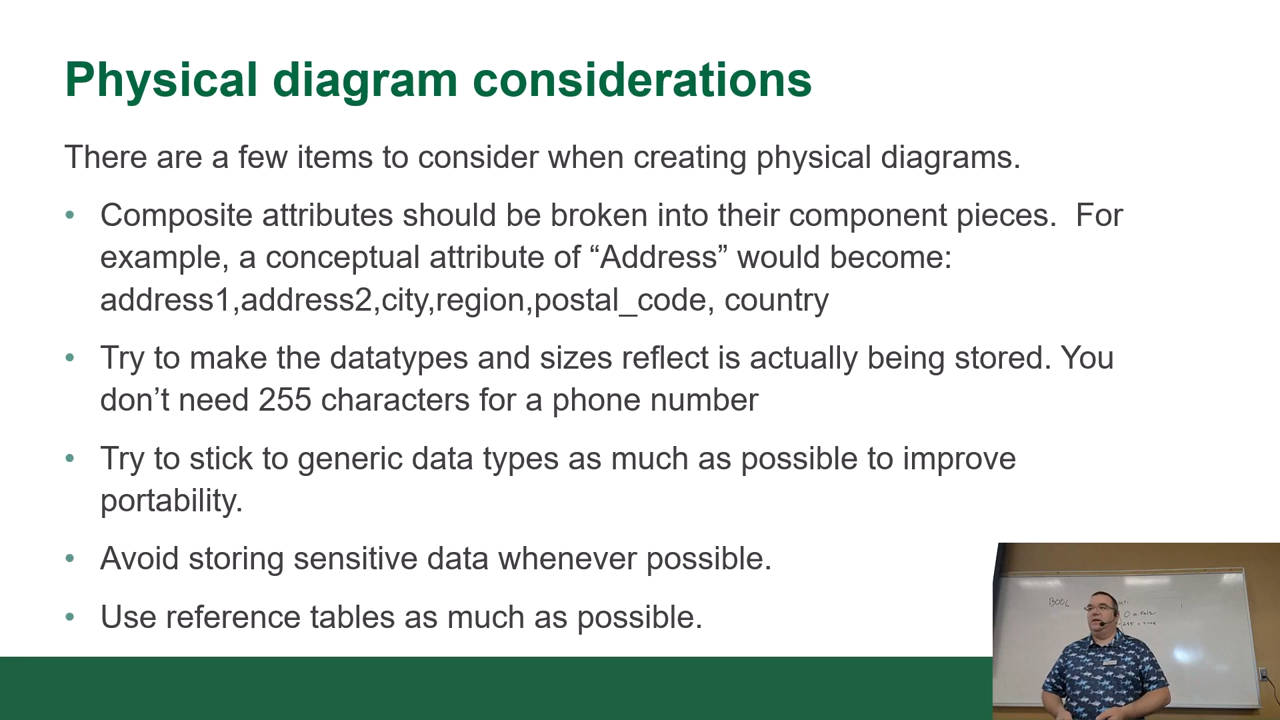 Physical diagram considerations
There are a few items to consider when creating physical diagrams.
• Composite attributes should be broken into their component pieces.  For
example, a conceptual attribute of “Address” would become:
address1,address2,city,region,postal_code, country
• Try to make the datatypes and sizes reflect is actually being stored. You
don’t need 255 characters for a phone number
• Try to stick to generic data types as much as possible to improve
portability.
• Avoid storing sensitive data whenever possible.
• Use reference tables as much as possible.
BOOL